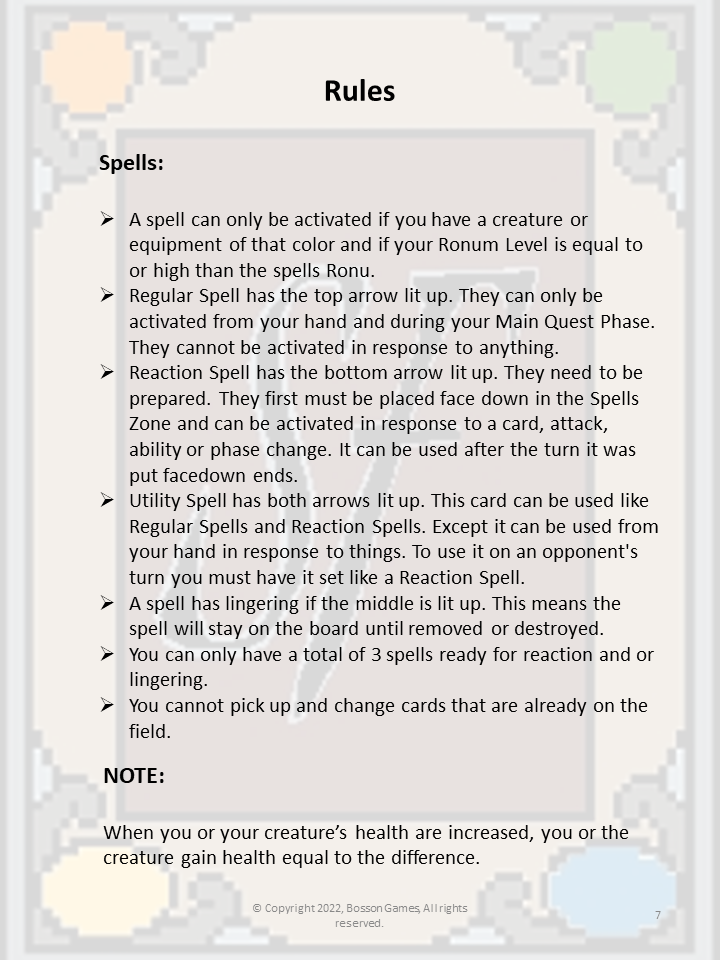 Rules
Spells:
➢ A spell can only be activated if you have a creature or
equipment of that color and if your Ronum Level is equal to
or high than the spells Ronu.
➢ Regular Spell has the top arrow lit up. They can only be
activated from your hand and during your Main Quest Phase.
They cannot be activated in response to anything.
➢ Reaction Spell has the bottom arrow lit up. They need to be
prepared. They first must be placed face down in the Spells
Zone and can be activated in response to a card, attack,
ability or phase change. It can be used after the turn it was
put facedown ends.
➢ Utility Spell has both arrows lit up. This card can be used like
Regular Spells and Reaction Spells. Except it can be used from
your hand in response to things. To use it on an opponent's
turn you must have it set like a Reaction Spell.
➢ A spell has lingering if the middle is lit up. This means the
spell will stay on the board until removed or destroyed.
➢ You can only have a total of 3 spells ready for reaction and or
lingering.
➢ You cannot pick up and change cards that are already on the
field.
NOTE:
When you or your creature’s health are increased, you or the
creature gain health equal to the difference.
© Copyright 2022, Bosson Games, All rights
reserved.
7
SF